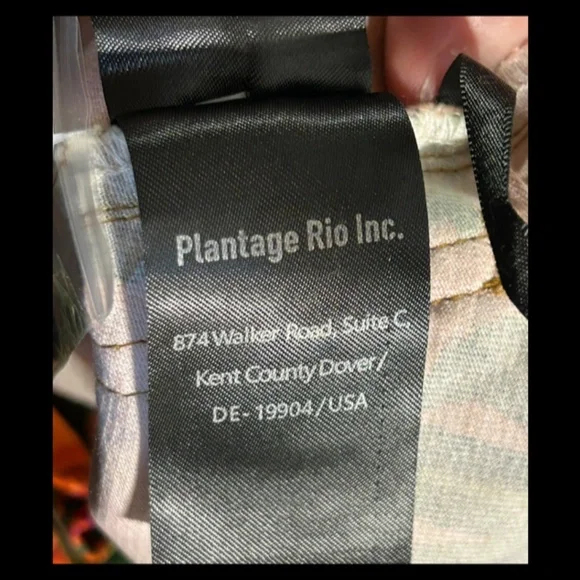 Plantage Rio Inc.
874 Walker Road, Suite C,
Kent County Dover/
DE- 19904/USA